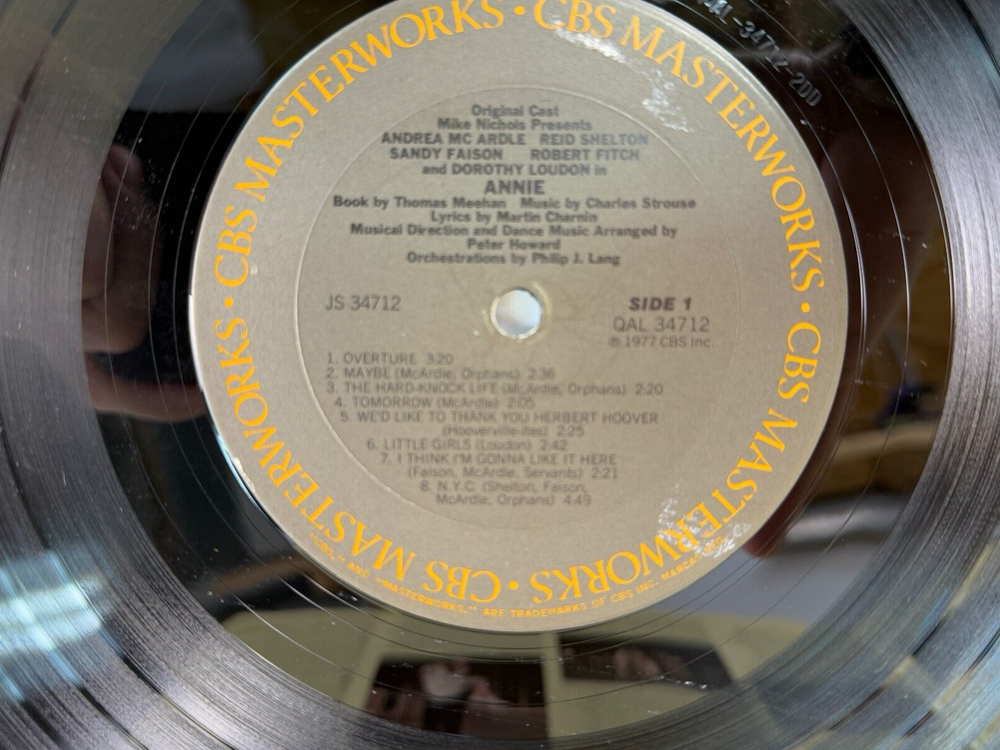 CBS MASTERWORKS • CBS MASTERWORKS • CBS MASTERWORKS • CBS MASTERWORKS •
-34712-2DD
Original Cast
Mike Nichols Presents
ANDREA MC ARDLE REID SHELTON
SANDY FAISON ROBERT FITCH
and DOROTHY LOUDON in
ANNIE
Book by Thomas Meehan Music by Charles Strouse
Lyrics by Martin Charnin
Musical Direction and Dance Music Arranged by
Peter Howard
Orchestrations by Philip J. Lang
JS 34712
SIDE 1
QAL 34712
℗ 1977 CBS Inc.
1. OVERTURE 3:20
2. MAYBE (McArdle, Orphans) 2:36
3. THE HARD-KNOCK LIFE (McArdle, Orphans) 2:20
4. TOMORROW (McArdle) 2:05
5. WE'D LIKE TO THANK YOU HERBERT HOOVER
(Hooverville-ites) 2:25
6. LITTLE GIRLS (Loudon) 2:42
7. I THINK I'M GONNA LIKE IT HERE
(Faison, McArdle, Servants) 2:21
8. N.Y.C. (Shelton, Faison,
McArdle, Orphans) 4:49
"CBS," AND "MASTERWORKS," ARE TRADEMARKS OF CBS INC. MARCA